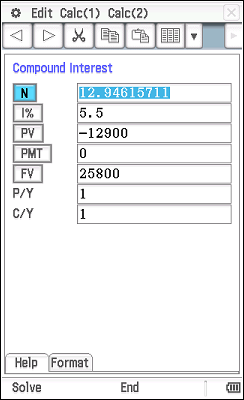 Edit Calc(1) Calc(2)
Compound Interest
N 12.94615711
I% 5.5
PV -12900
PMT 0
FV 25800
P/Y 1
C/Y 1
Help Format
Solve End